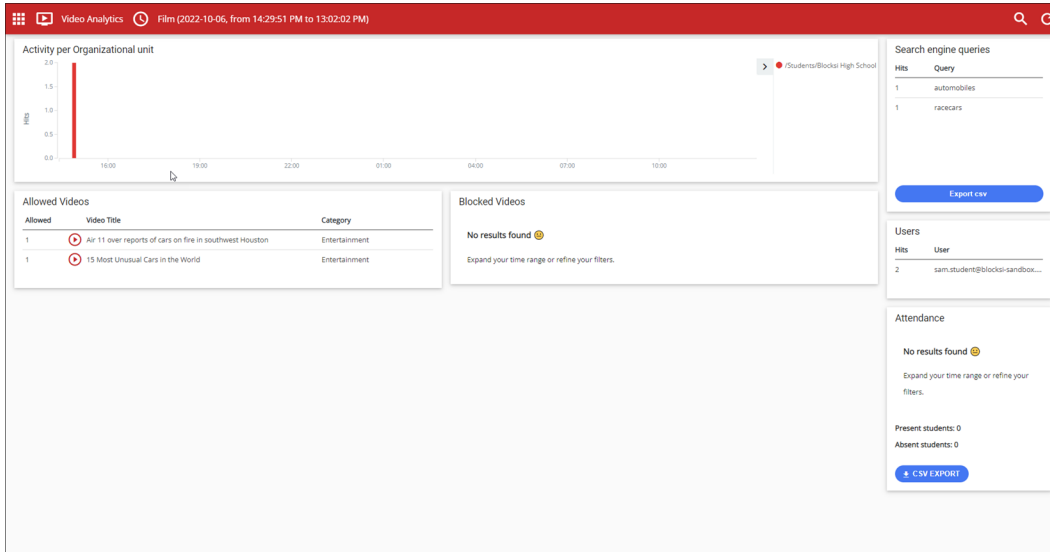 Video Analytics Film (2022-10-06, from 14:29:51 PM to 13:02:02 PM)
Activity per Organizational unit
2.0
1.5
1.0
0.5
0.0
Hits
16:00 19:00 22:00 01:00 04:00 07:00 10:00
/Students/Blocksi High School
Allowed Videos
Allowed Video Title Category
1 Air 11 over reports of cars on fire in southwest Houston Entertainment
1 15 Most Unusual Cars in the World Entertainment
Blocked Videos
No results found
Expand your time range or refine your filters.
Search engine queries
Hits Query
1 automobiles
1 racecars
Export csv
Users
Hits User
2 sam.student@blocksi-sandbox....
Attendance
No results found
Expand your time range or refine your
filters.
Present students: 0
Absent students: 0
CSV EXPORT